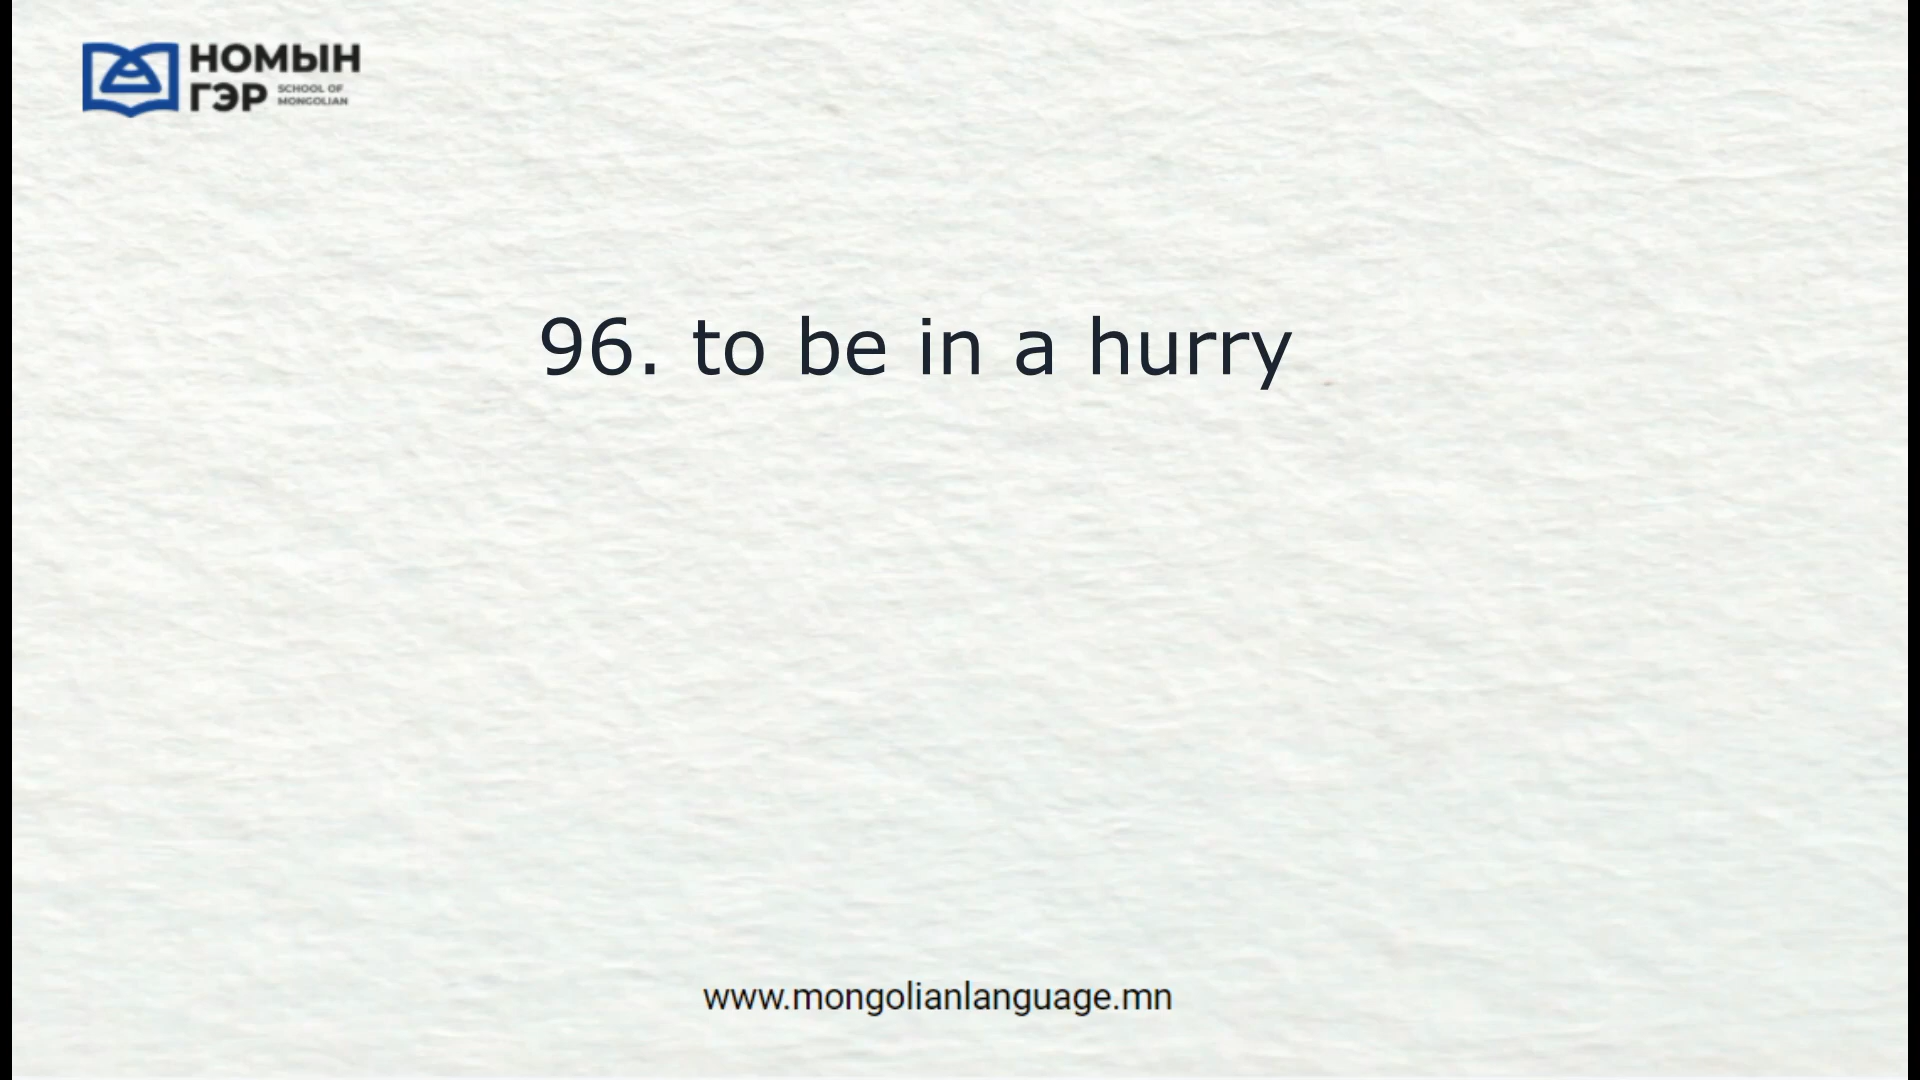 НОМЫН
ГЭР SCHOOL OF
MONGOLIAN
96. to be in a hurry
www.mongolianlanguage.mn